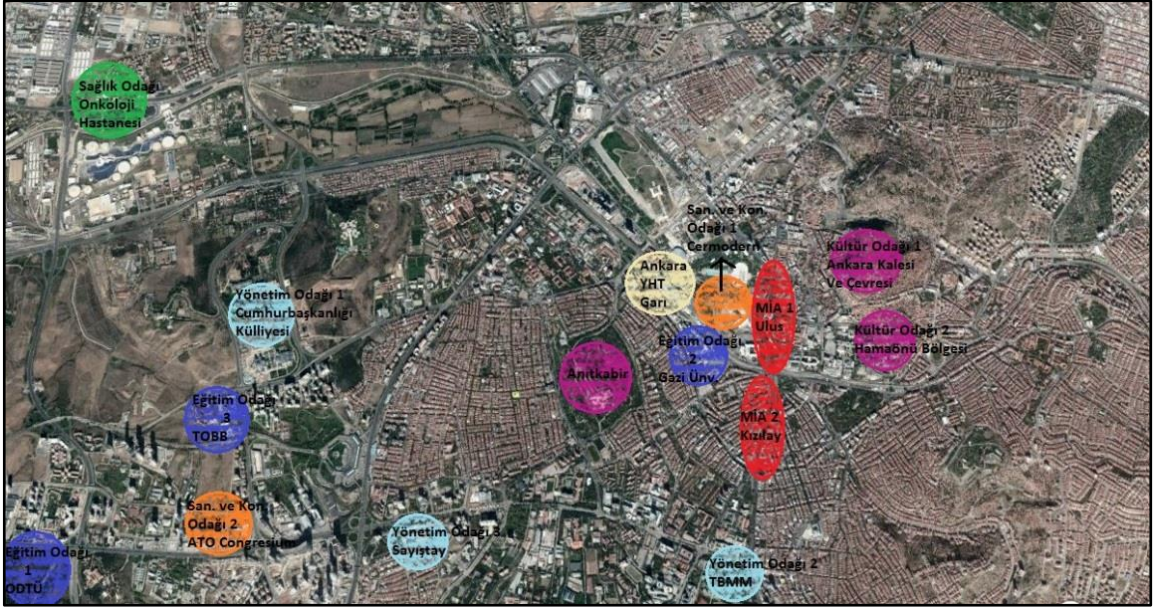 Sağlık Odağı
Onkoloji
Hastanesi
San. ve Kon.
Odağı 1
Cermodern
Kültür Odağı 1
Ankara Kalesi
Ve Çevresi
Ankara
YHT
Garı
Yönetim Odağı 1
Cumhurbaşkanlığı
Külliyesi
MİA 1
Ulus
Kültür Odağı 2
Hamaönü Bölgesi
Eğitim Odağı
2
Gazi Ünv.
Anıtkabir
Eğitim Odağı
3
TOBB
MİA 2
Kızılay
San. ve Kon.
Odağı 2
ATO Congresium
Yönetim Odağı 3
Sayıştay
Eğitim Odağı
1
ODTÜ
Yönetim Odağı 2
TBMM